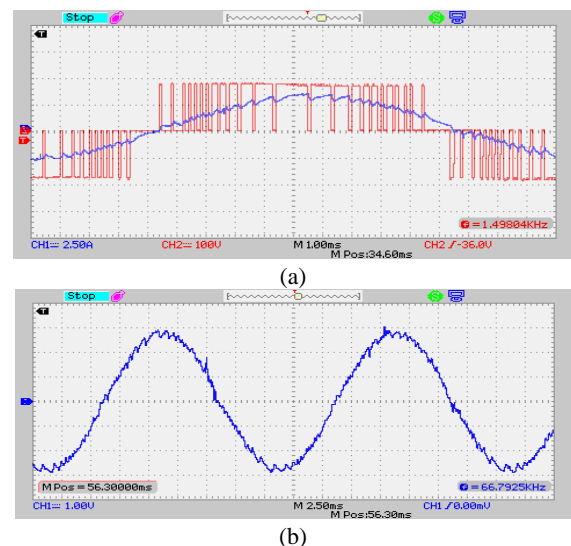 Stop
T
f = 1.49804KHz
CH1 2.50A CH2 100V M 1.00ms CH2 -36.0V
M Pos:34.60ms
(a)
Stop
T
M Pos = 56.30000ms f = 66.7925KHz
CH1 1.00V M 2.50ms CH1 0.00mV
M Pos:56.30ms
(b)